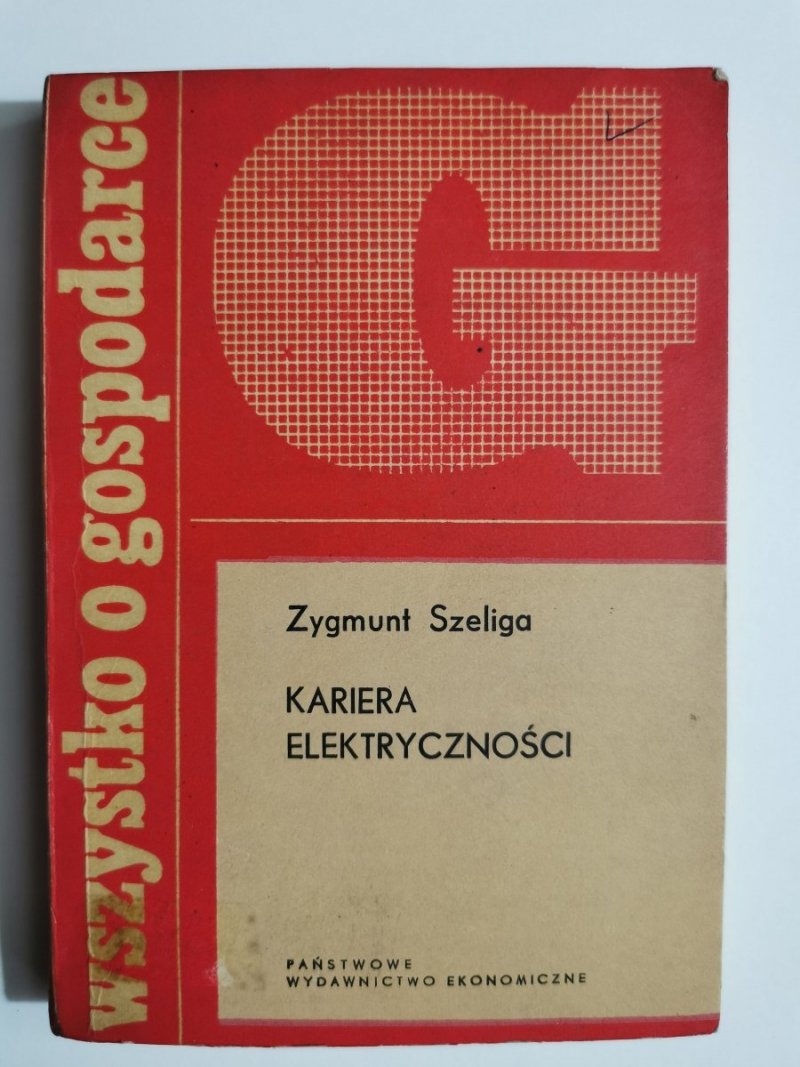 wszystko o gospodarce
G
Zygmunt Szeliga
KARIERA
ELEKTRYCZNOŚCI
PAŃSTWOWE
WYDAWNICTWO EKONOMICZNE